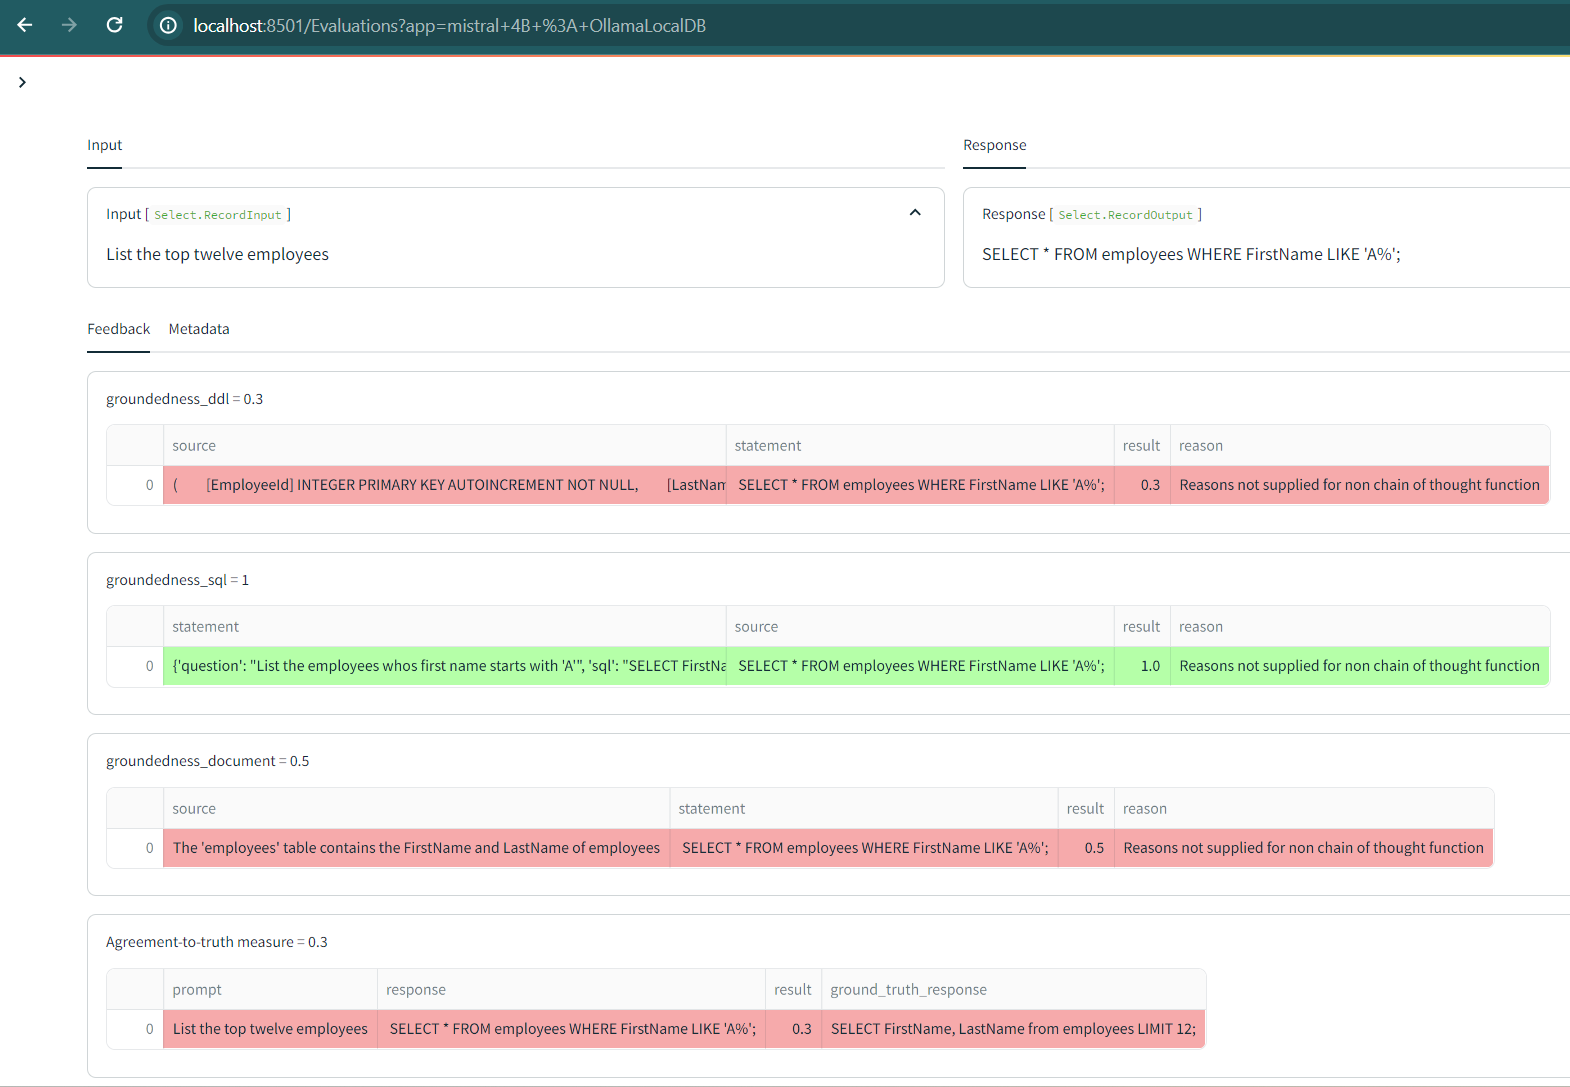 localhost:8501/Evaluations?app=mistral+4B+%3A+OllamaLocalDB
Input
Response
Input [ Select.RecordInput ]
List the top twelve employees
Response [ Select.RecordOutput ]
SELECT * FROM employees WHERE FirstName LIKE 'A%';
Feedback Metadata
groundedness_ddl = 0.3
source statement result reason
0 ( [EmployeeId] INTEGER PRIMARY KEY AUTOINCREMENT NOT NULL, [LastNam SELECT * FROM employees WHERE FirstName LIKE 'A%'; 0.3 Reasons not supplied for non chain of thought function
groundedness_sql = 1
statement source result reason
0 {'question': "List the employees whos first name starts with 'A'", 'sql': "SELECT FirstNa SELECT * FROM employees WHERE FirstName LIKE 'A%'; 1.0 Reasons not supplied for non chain of thought function
groundedness_document = 0.5
source statement result reason
0 The 'employees' table contains the FirstName and LastName of employees SELECT * FROM employees WHERE FirstName LIKE 'A%'; 0.5 Reasons not supplied for non chain of thought function
Agreement-to-truth measure = 0.3
prompt response result ground_truth_response
0 List the top twelve employees SELECT * FROM employees WHERE FirstName LIKE 'A%'; 0.3 SELECT FirstName, LastName from employees LIMIT 12;